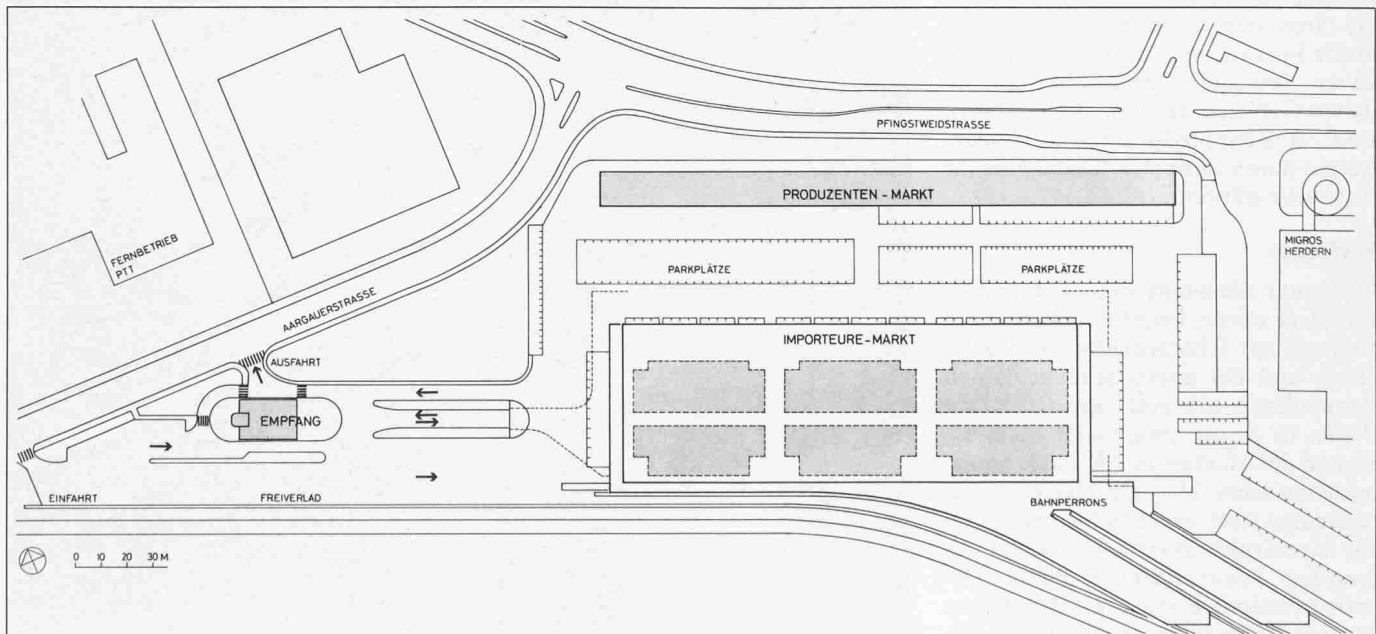 PFINGSTWEIDSTRASSE
PRODUZENTEN - MARKT
FERNBETRIEB
PTT
MIGROS
HERDERN
PARKPLÄTZE
PARKPLÄTZE
AARGAUERSTRASSE
IMPORTEURE-MARKT
AUSFAHRT
EMPFANG
EINFAHRT
FREIVERLAD
BAHNPERRONS
0 10 20 30 M.